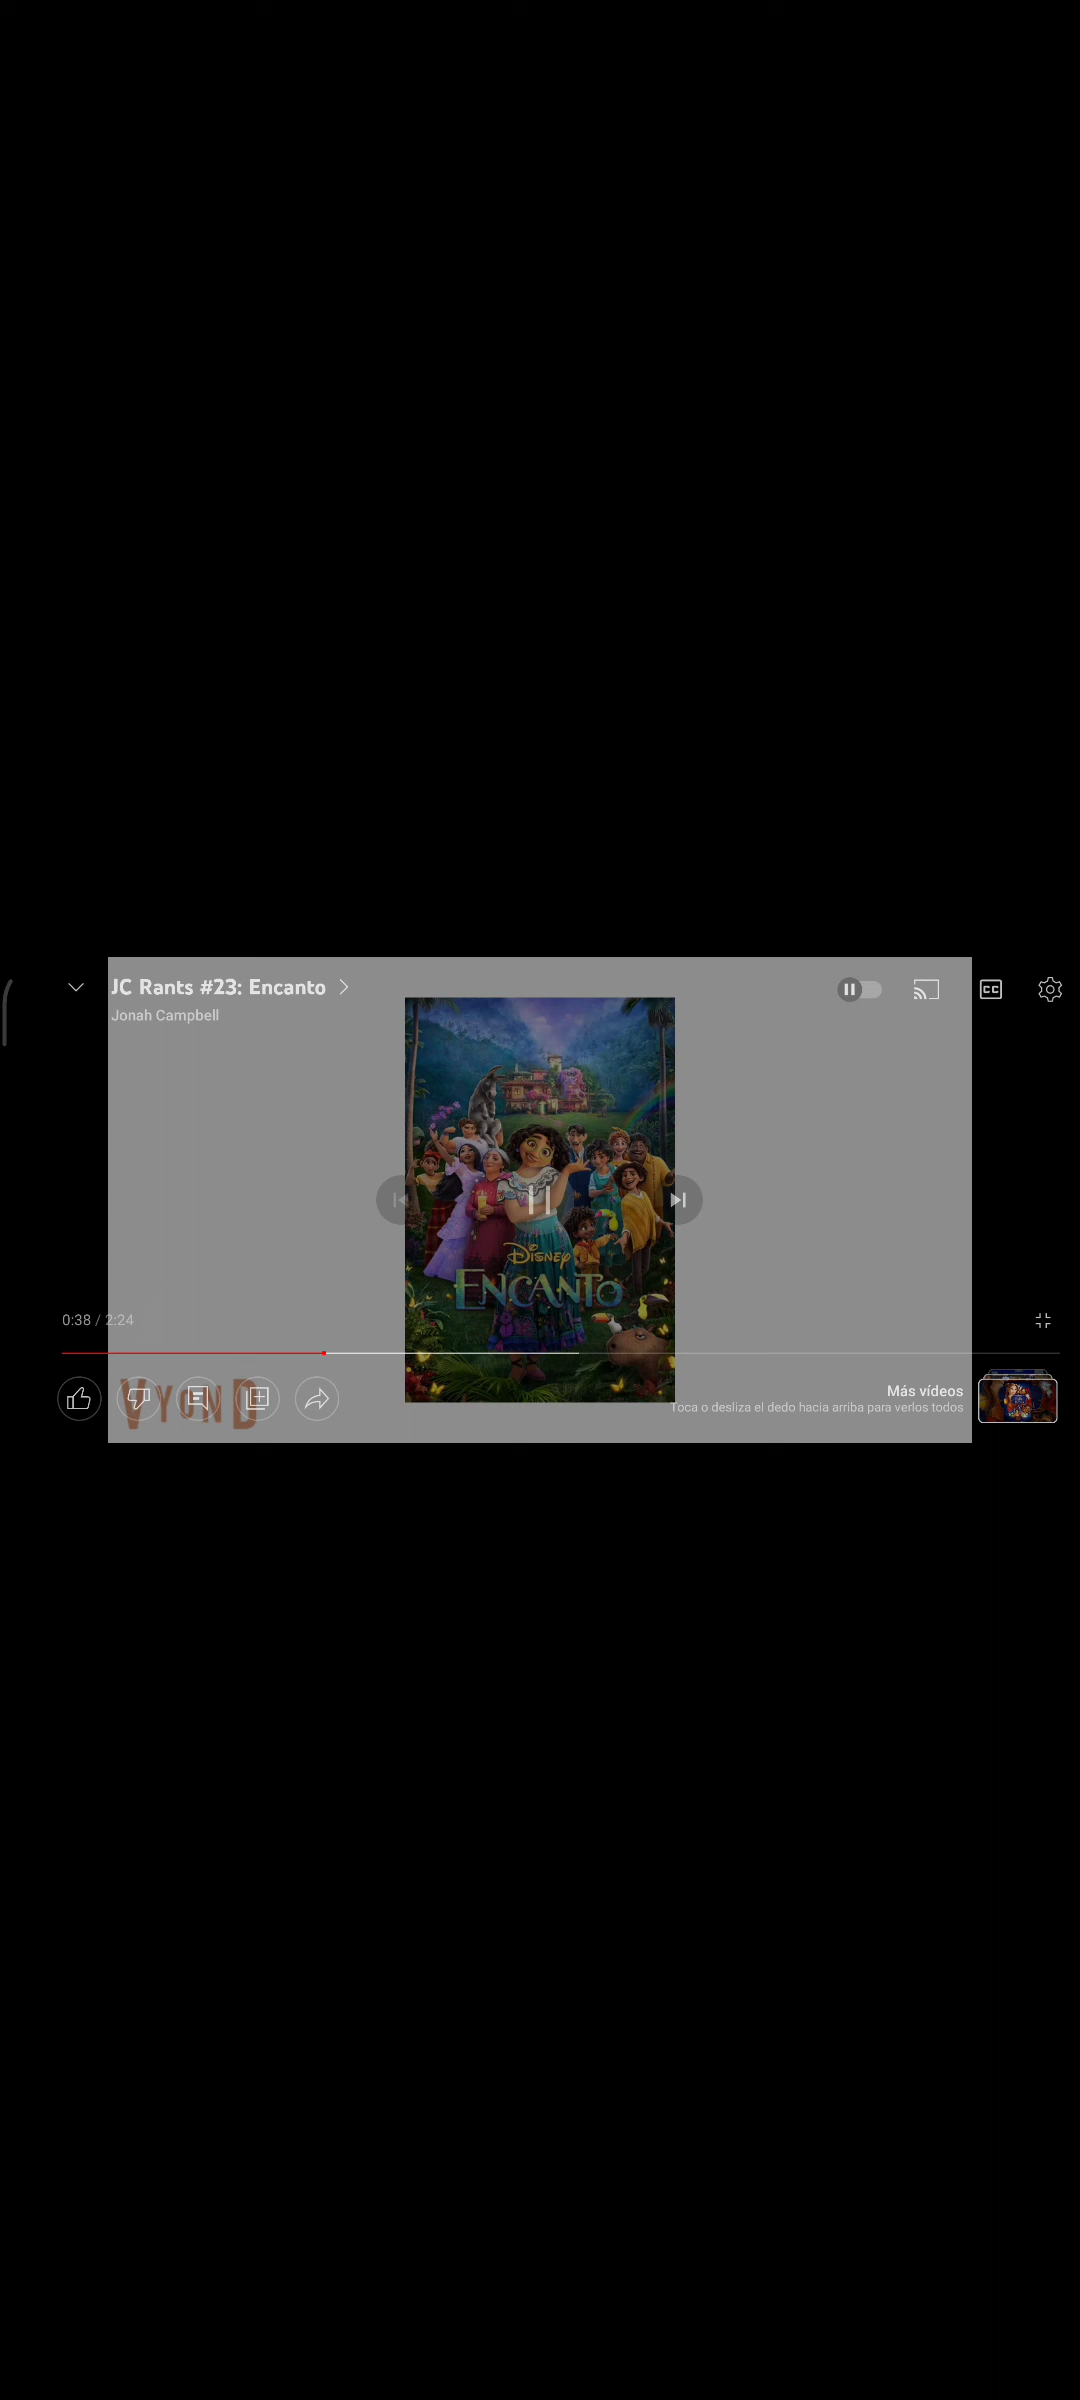 JC Rants #23: Encanto
Jonah Campbell
CC
DISNEY
ENCANTO
0:38 / 2:24
VYOND
Más vídeos
Toca o desliza el dedo hacia arriba para verlos todos